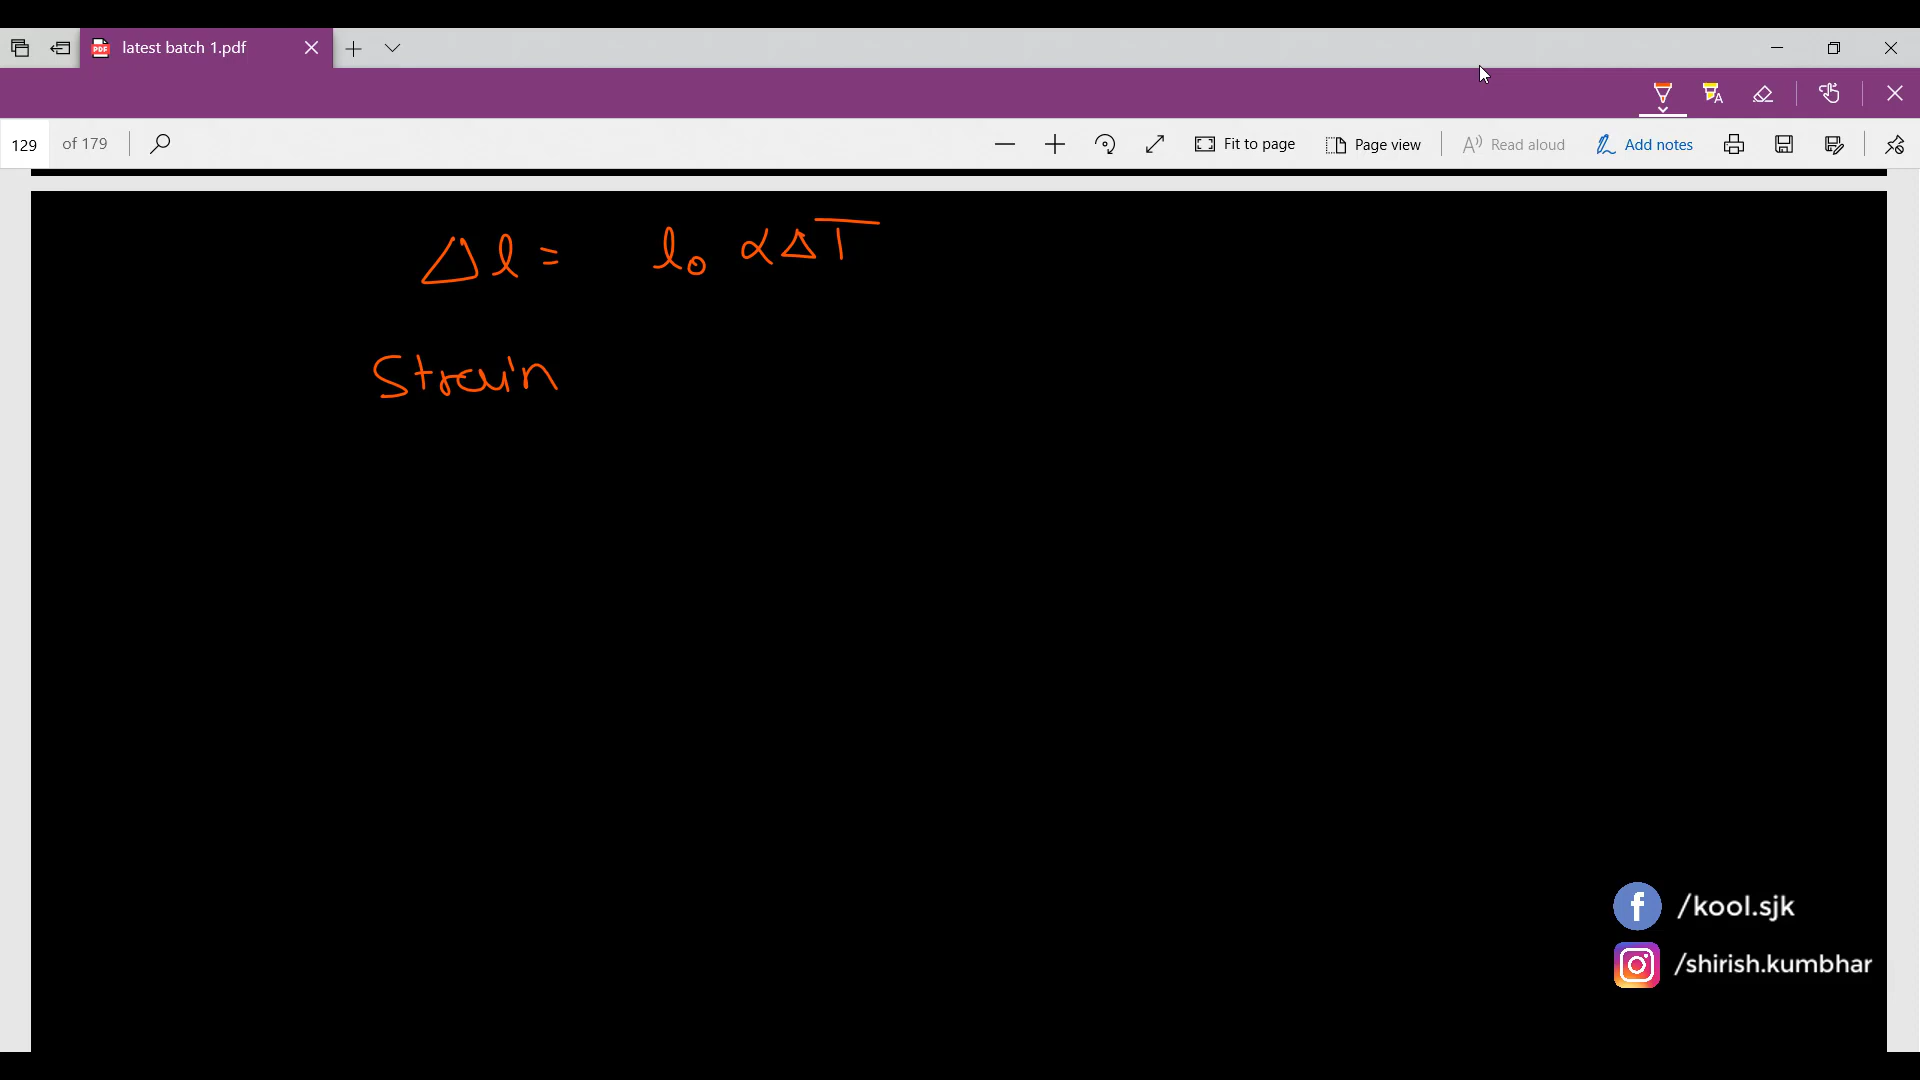 latest batch 1.pdf
129 of 179
Fit to page
Page view
Read aloud
Add notes
Δl = l₀ αΔT
Strain
/kool.sjk
/shirish.kumbhar